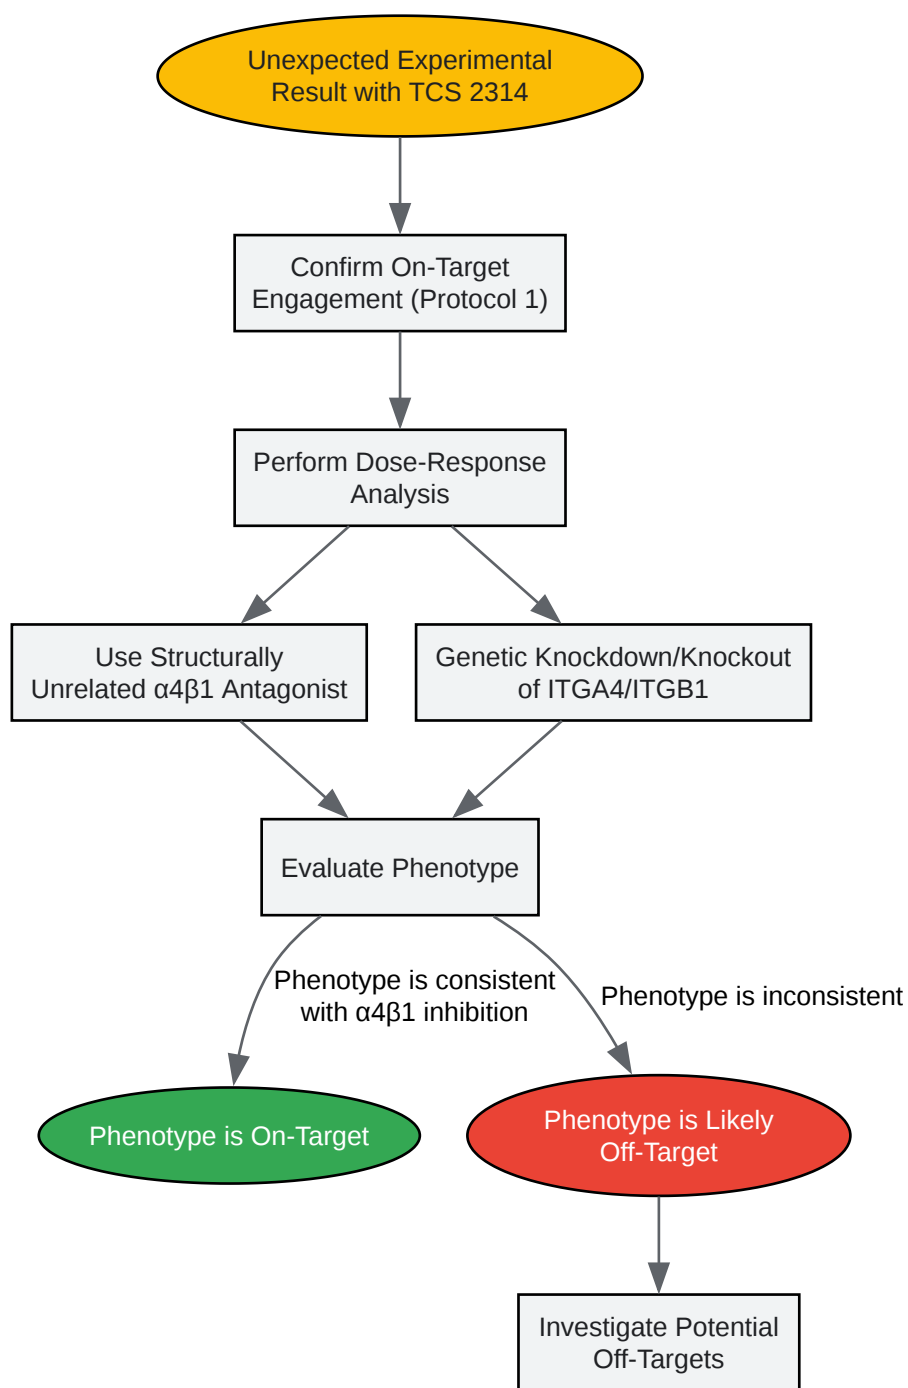 Unexpected Experimental
Result with TCS 2314
Confirm On-Target
Engagement (Protocol 1)
Perform Dose-Response
Analysis
Use Structurally
Unrelated α4β1 Antagonist
Genetic Knockdown/Knockout
of ITGA4/ITGB1
Evaluate Phenotype
Phenotype is consistent
with α4β1 inhibition
Phenotype is inconsistent
Phenotype is On-Target
Phenotype is Likely
Off-Target
Investigate Potential
Off-Targets